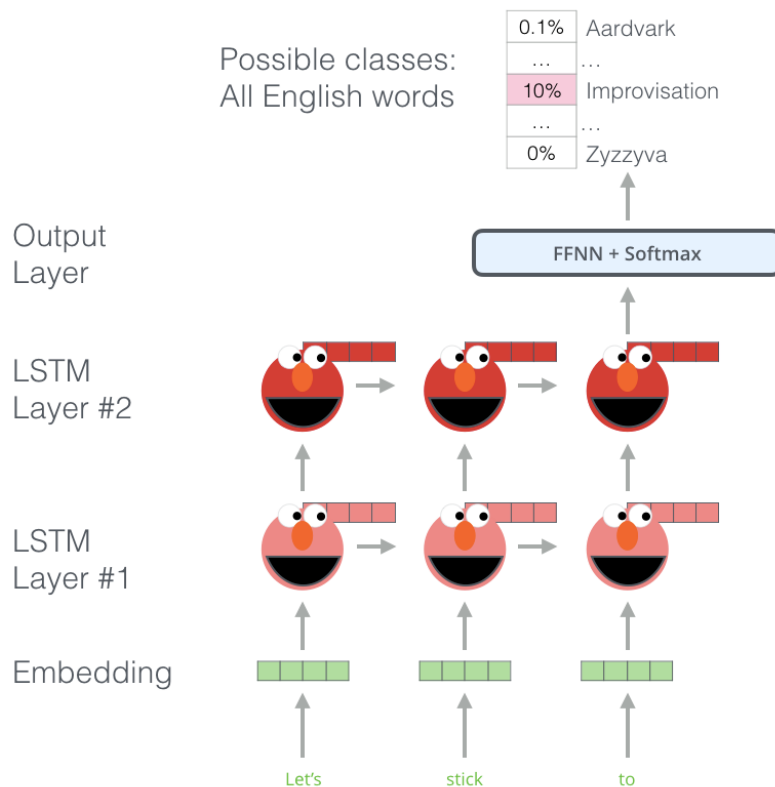 Possible classes:
All English words
0.1% Aardvark
... ...
10% Improvisation
... ...
0% Zyzzyva
Output
Layer
FFNN + Softmax
LSTM
Layer #2
LSTM
Layer #1
Embedding
Let's stick to